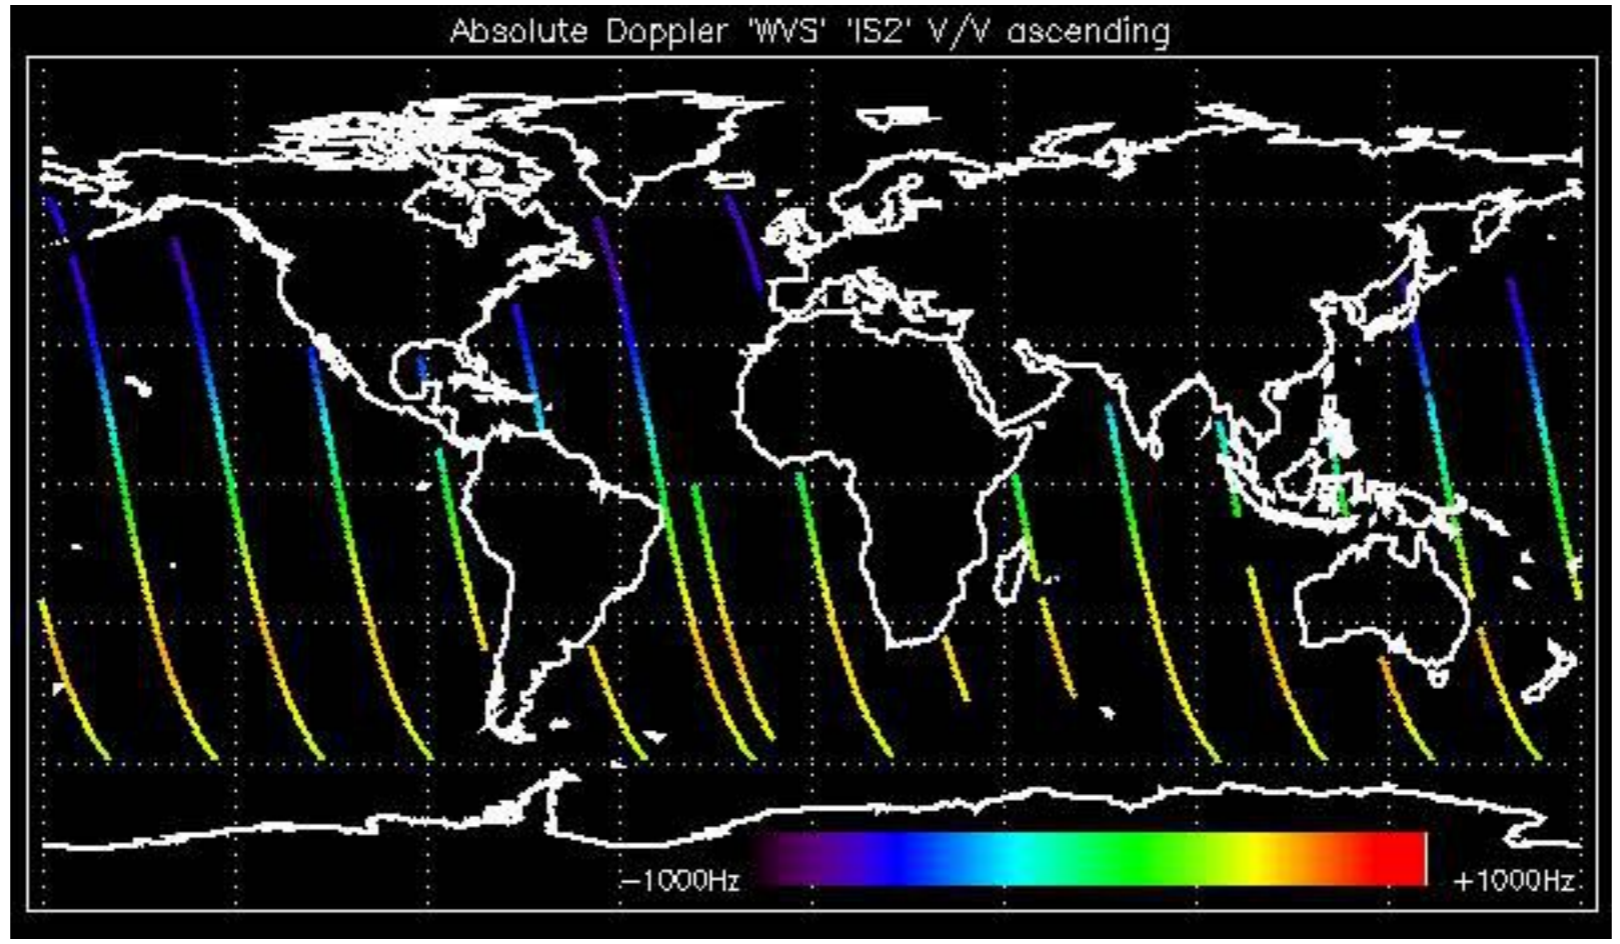 Absolute Doppler 'WVS' 'IS2' V/V ascending
−1000Hz +1000Hz